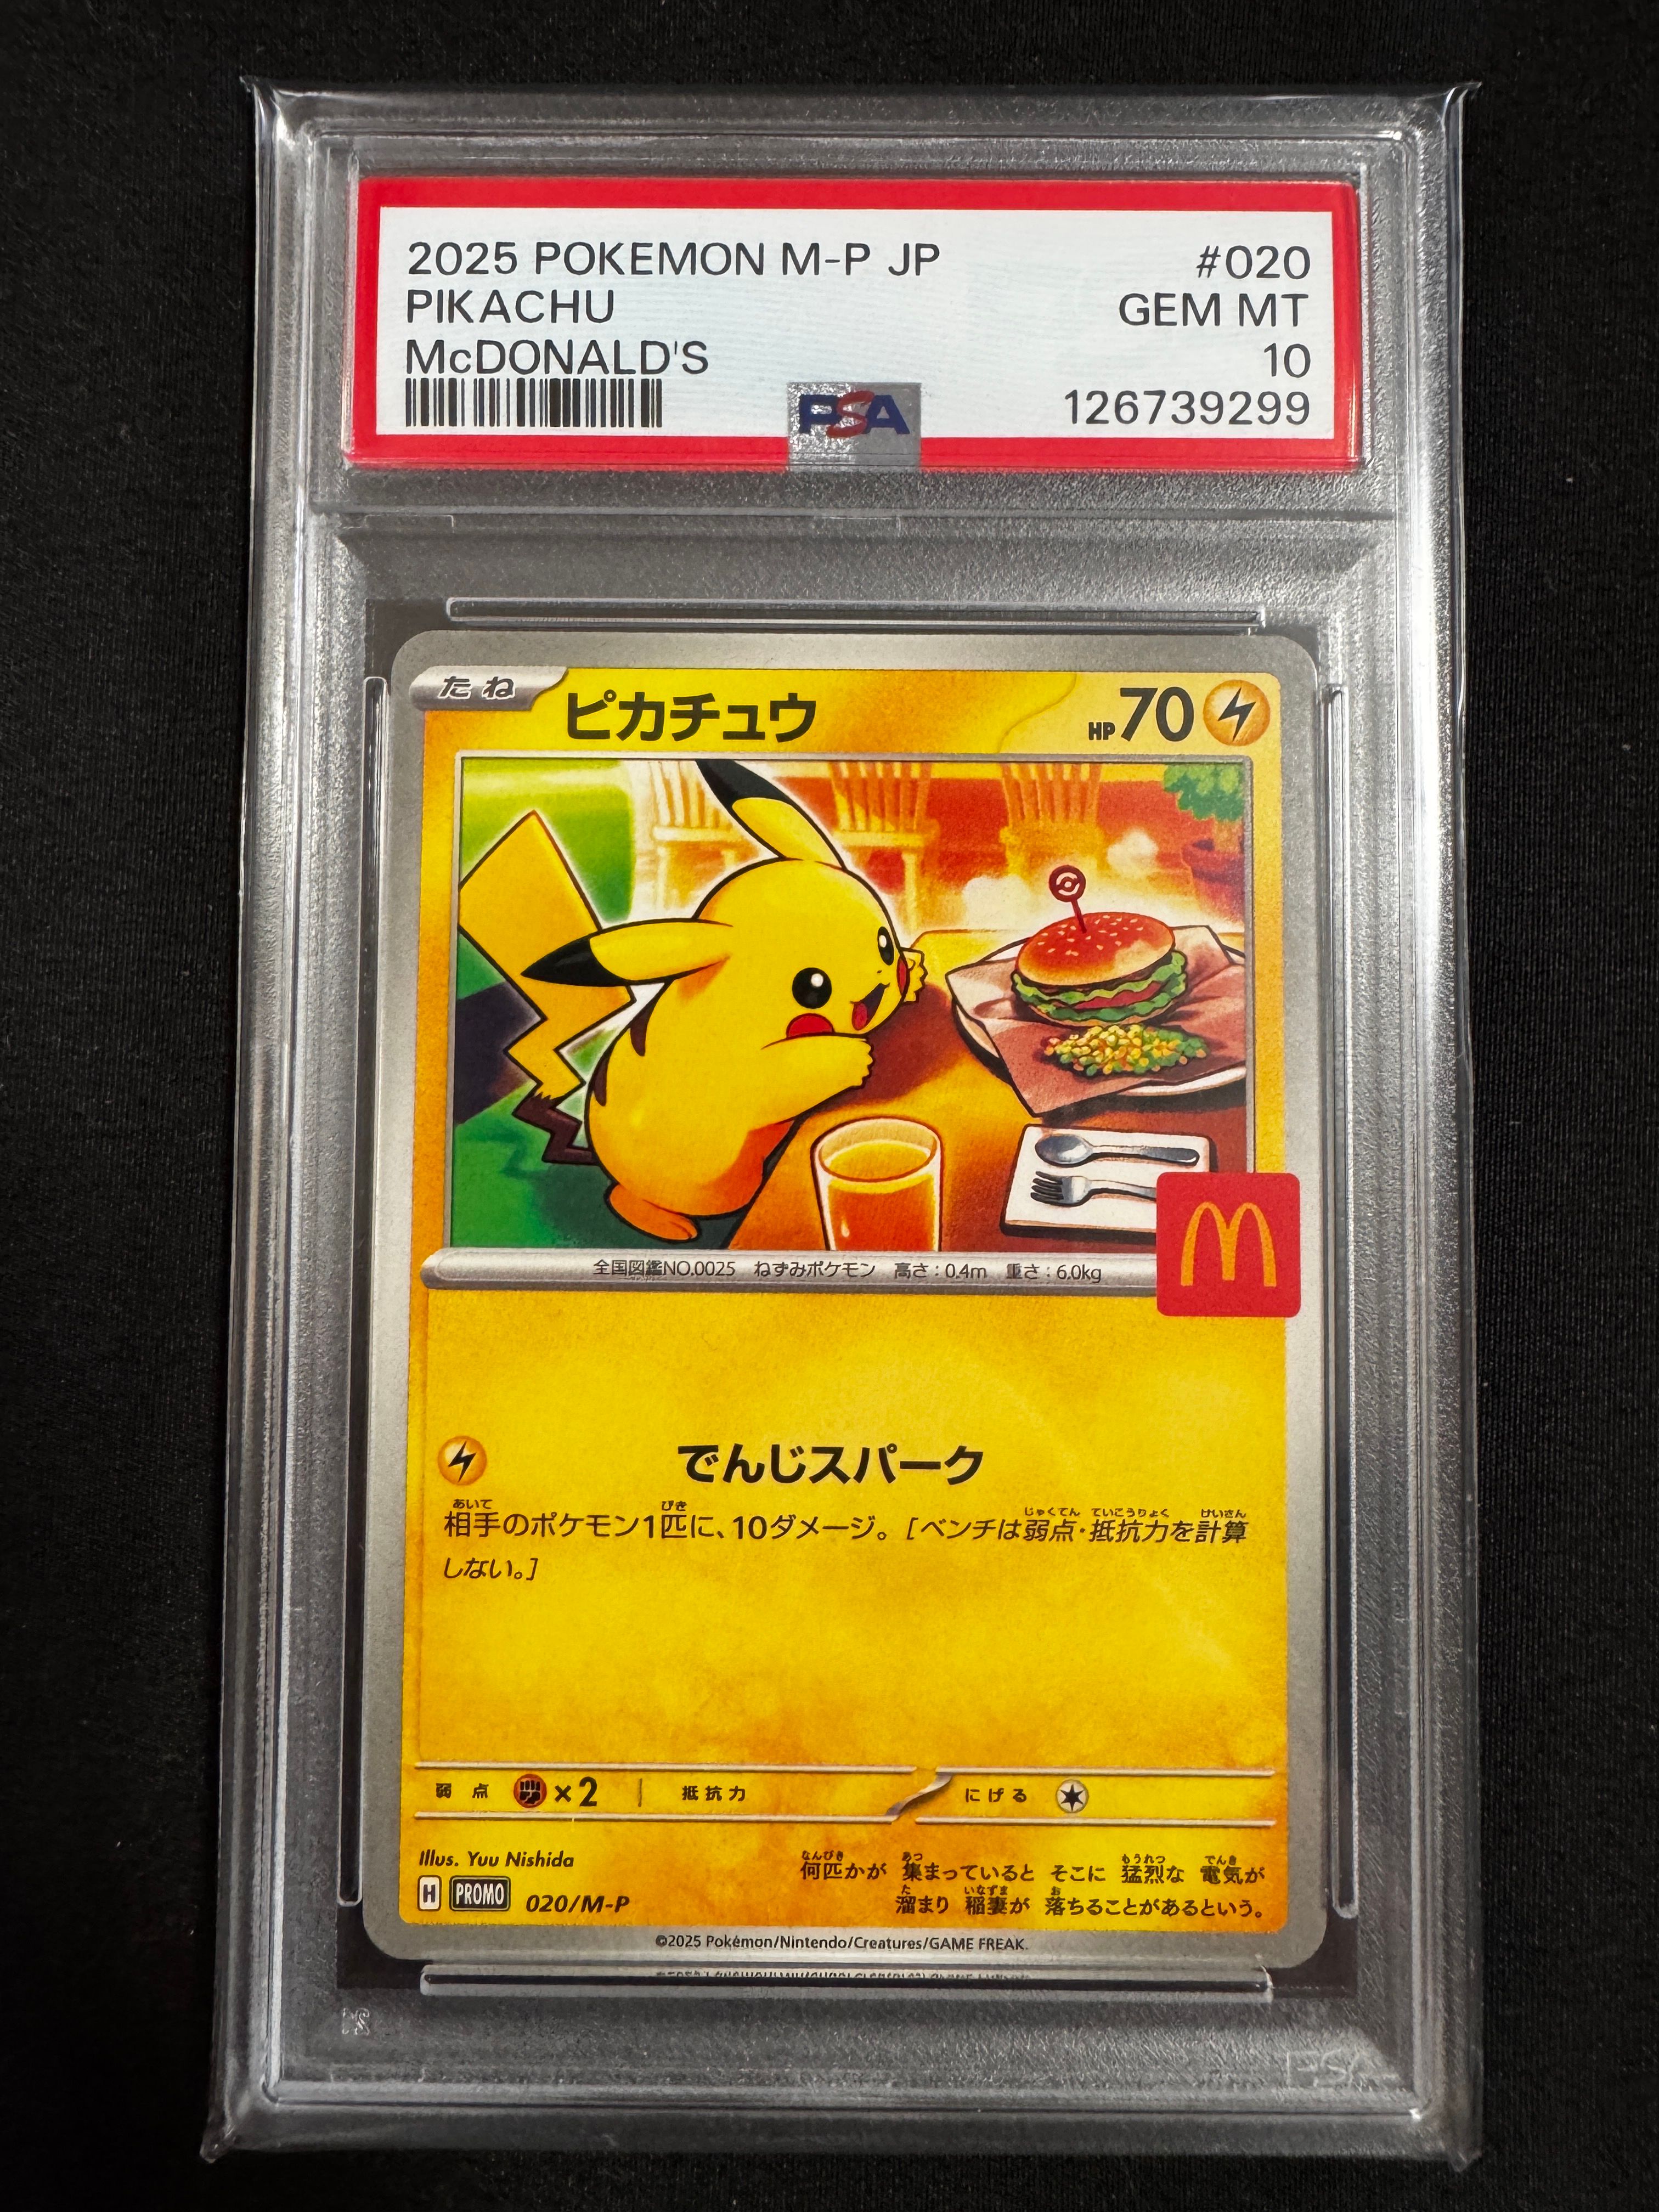 2025 POKEMON M-P JP #020
PIKACHU GEM MT
McDONALD'S 10
PSA 126739299
たね ピカチュウ HP70
M
全国図鑑NO.0025 ねずみポケモン 高さ:0.4m 重さ:6.0kg
でんじスパーク
相手のポケモン1匹に、10ダメージ。[ベンチは弱点・抵抗力を計算
しない。]
弱点 ×2 抵抗力 にげる
Illus. Yuu Nishida
H PROMO 020/M-P
何匹かが 集まっていると そこに 猛烈な 電気が
溜まり 稲妻が 落ちることがあるという。
©2025 Pokémon/Nintendo/Creatures/GAME FREAK.